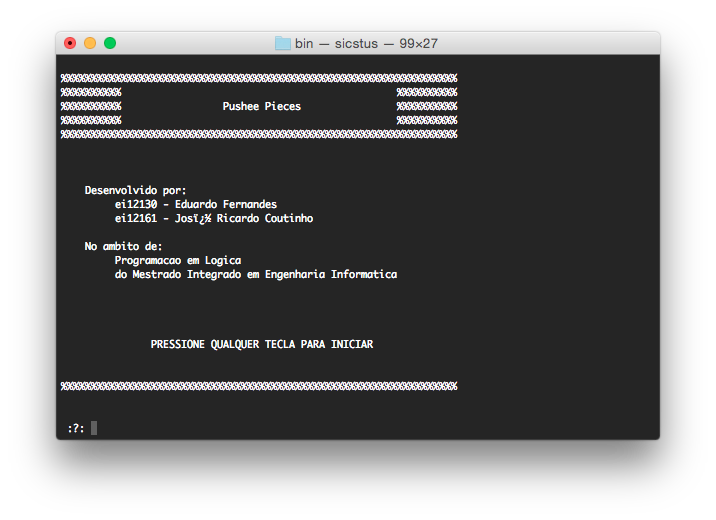 bin — sicstus — 99×27
%%%%%%%%%%%%%%%%%%%%%%%%%%%%%%%%%%%%%%%%%%%%%%%%%%%%%%%%%%%%%%%%%%
%%%%%%%%%% %%%%%%%%%%
%%%%%%%%%% Pushee Pieces %%%%%%%%%%
%%%%%%%%%% %%%%%%%%%%
%%%%%%%%%%%%%%%%%%%%%%%%%%%%%%%%%%%%%%%%%%%%%%%%%%%%%%%%%%%%%%%%%%
Desenvolvido por:
ei12130 - Eduardo Fernandes
ei12161 - Josï¿½ Ricardo Coutinho
No ambito de:
Programacao em Logica
do Mestrado Integrado em Engenharia Informatica
PRESSIONE QUALQUER TECLA PARA INICIAR
%%%%%%%%%%%%%%%%%%%%%%%%%%%%%%%%%%%%%%%%%%%%%%%%%%%%%%%%%%%%%%%%%%
:?: